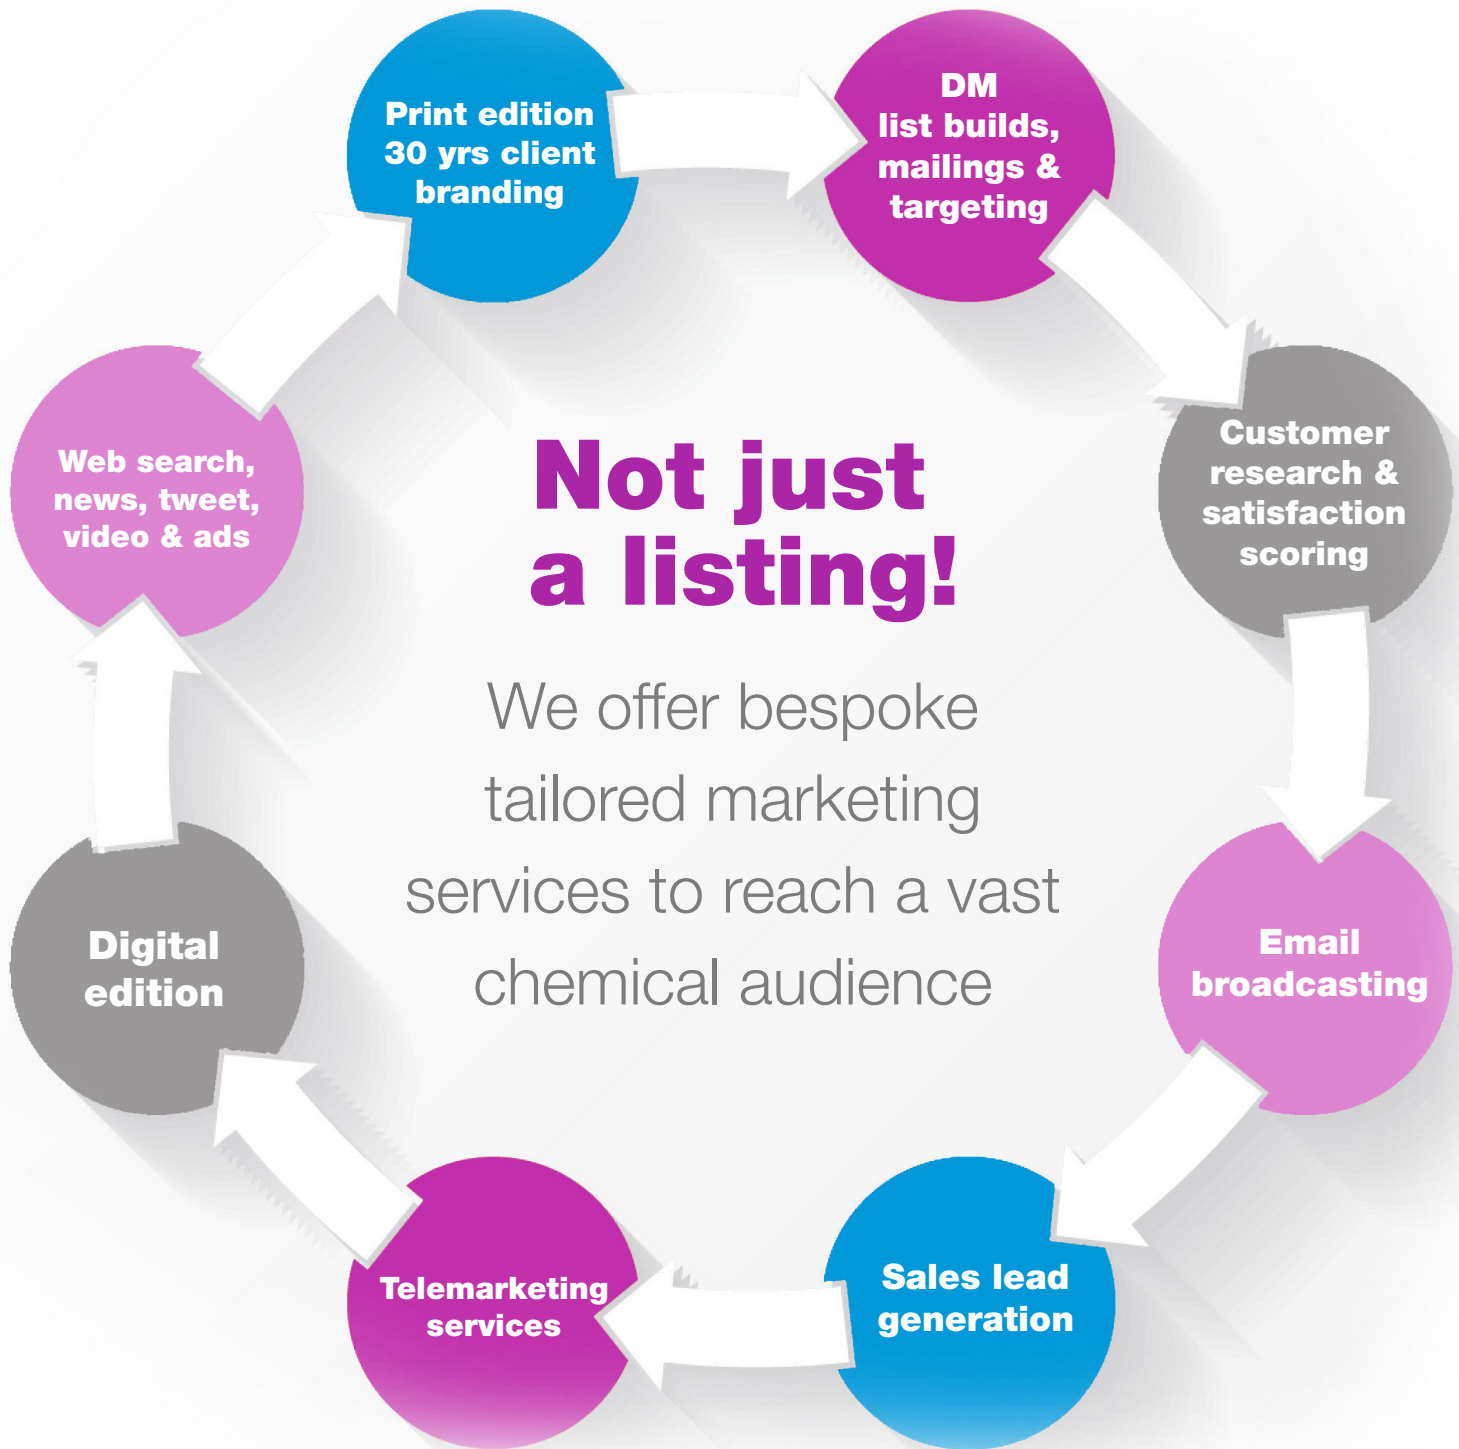 Print edition
30 yrs client
branding
DM
list builds,
mailings &
targeting
Customer
research &
satisfaction
scoring
Email
broadcasting
Sales lead
generation
Telemarketing
services
Digital
edition
Web search,
news, tweet,
video & ads
Not just
a listing!
We offer bespoke
tailored marketing
services to reach a vast
chemical audience